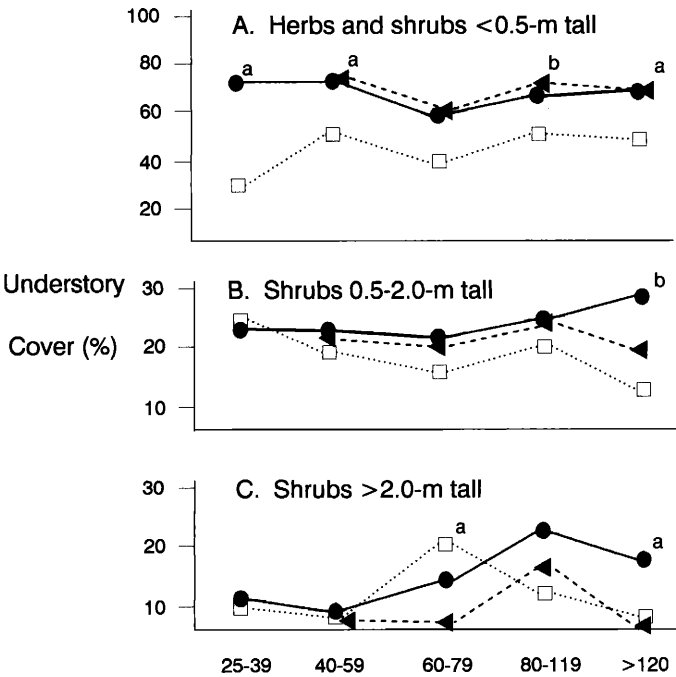 100
A. Herbs and shrubs <0.5-m tall
a
a
b
a
80
60
40
20
Understory
Cover (%)
B. Shrubs 0.5-2.0-m tall
b
30
20
10
C. Shrubs >2.0-m tall
a
a
30
20
10
25-39 40-59 60-79 80-119 >120